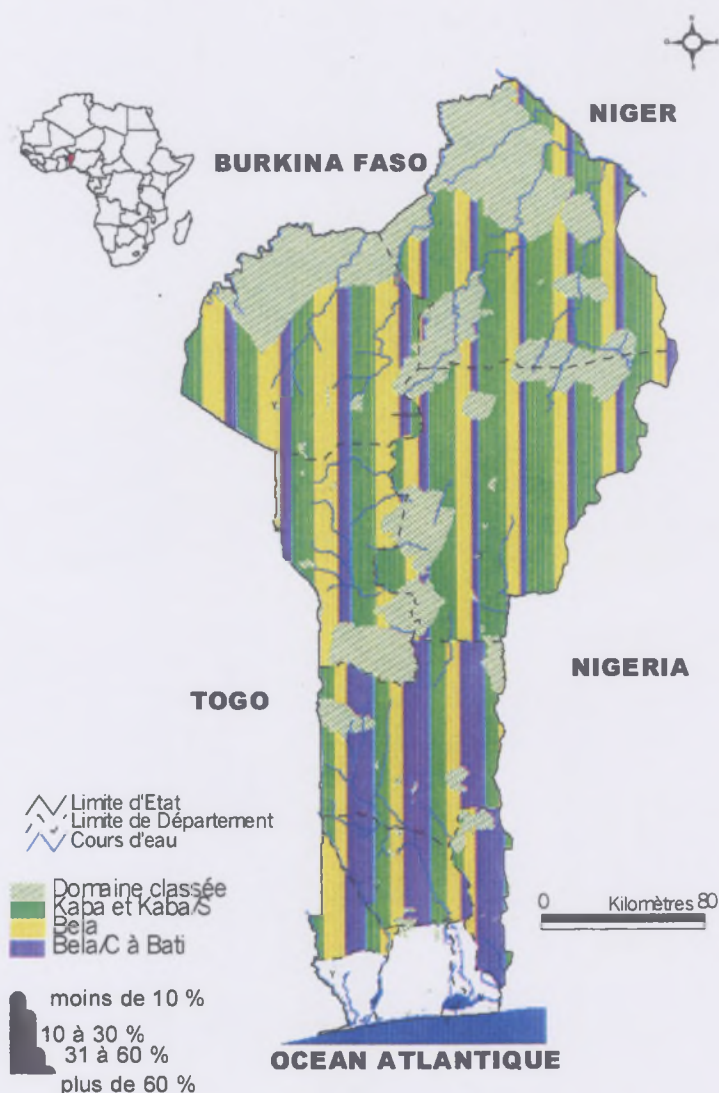 NIGER
BURKINA FASO
NIGERIA
TOGO
Limite d'Etat
Limite de Département
Cours d'eau
Domaine classée
Kaba et Kaba/S
Bela
Bela/C à Bati
0 Kilomètres 80
moins de 10 %
10 à 30 %
31 à 60 %
plus de 60 %
OCEAN ATLANTIQUE